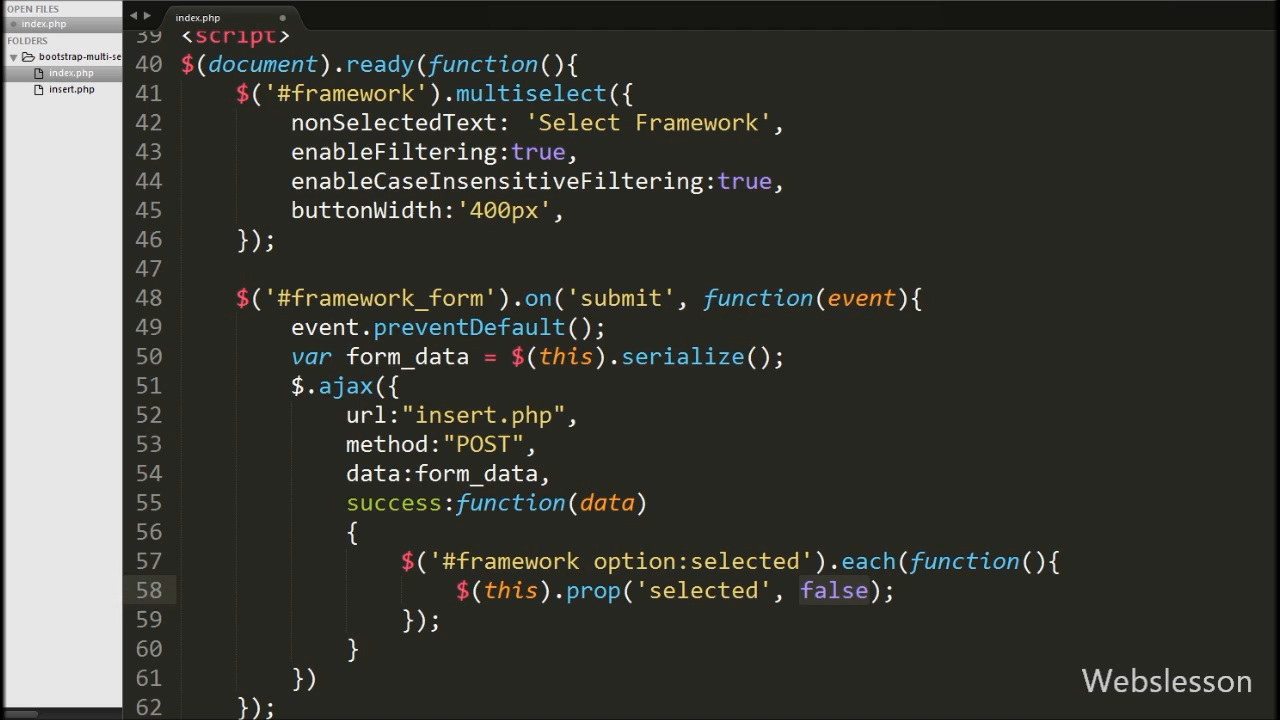 OPEN FILES
index.php
FOLDERS
bootstrap-multi-se
index.php
insert.php
index.php
39 <script>
40 $(document).ready(function(){
41 $('#framework').multiselect({
42 nonSelectedText: 'Select Framework',
43 enableFiltering:true,
44 enableCaseInsensitiveFiltering:true,
45 buttonWidth:'400px',
46 });
47
48 $('#framework_form').on('submit', function(event){
49 event.preventDefault();
50 var form_data = $(this).serialize();
51 $.ajax({
52 url:"insert.php",
53 method:"POST",
54 data:form_data,
55 success:function(data)
56 {
57 $('#framework option:selected').each(function(){
58 $(this).prop('selected', false);
59 });
60 }
61 })
62 });
Webslesson